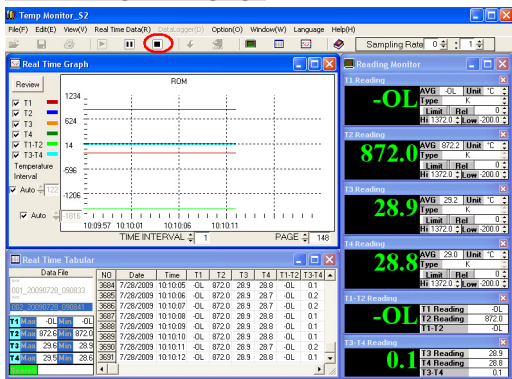 Temp Monitor_S2
File(F) Edit(E) View(V) Real Time Data(R) DataLogger(D) Option(O) Window(W) Language Help(H)
Sampling Rate 0 : 1
Real Time Graph
Review
RDM
T1
T2
T3
T4
T1-T2
T3-T4
Temperature
Interval
Auto 122
Auto
1234
624
14
-596
-1206
-1816
10:09:57 10:10:01 10:10:06 10:10:11
TIME INTERVAL 1 PAGE 148
Reading Monitor
T1 Reading
-OL
AVG -OL Unit °C
Type K
Limit Rel 0
Hi 1372.0 Low -200.0
T2 Reading
872.0
AVG 872.2 Unit °C
Type K
Limit Rel 0
Hi 1372.0 Low -200.0
T3 Reading
28.9
AVG 29.2 Unit °C
Type K
Limit Rel 0
Hi 1372.0 Low -200.0
T4 Reading
28.8
AVG 29.0 Unit °C
Type K
Limit Rel 0
Hi 1372.0 Low -200.0
T1-T2 Reading
-OL
T1 Reading -OL
T2 Reading 872.0
T1-T2 -OL
T3-T4 Reading
0.1
T3 Reading 28.9
T4 Reading 28.8
T3-T4 0.1
Real Time Tabular
Data File
001_20090728_090833
002_20090728_090841
T1 Max -OL Min -OL
T2 Max 872.6 Min 872.0
T3 Max 29.6 Min 28.9
T4 Max 29.5 Min 28.6
Search
NO Date Time T1 T2 T3 T4 T1-T2 T3-T4
3684 7/28/2009 10:10:05 -OL 872.0 28.9 28.8 -OL 0.1
3685 7/28/2009 10:10:06 -OL 872.0 28.9 28.7 -OL 0.2
3686 7/28/2009 10:10:07 -OL 872.0 28.9 28.7 -OL 0.2
3687 7/28/2009 10:10:08 -OL 872.0 28.9 28.8 -OL 0.1
3688 7/28/2009 10:10:09 -OL 872.0 28.9 28.8 -OL 0.1
3689 7/28/2009 10:10:10 -OL 872.0 28.9 28.8 -OL 0.1
3690 7/28/2009 10:10:11 -OL 872.0 28.9 28.7 -OL 0.2
3691 7/28/2009 10:10:12 -OL 872.0 28.9 28.8 -OL 0.1